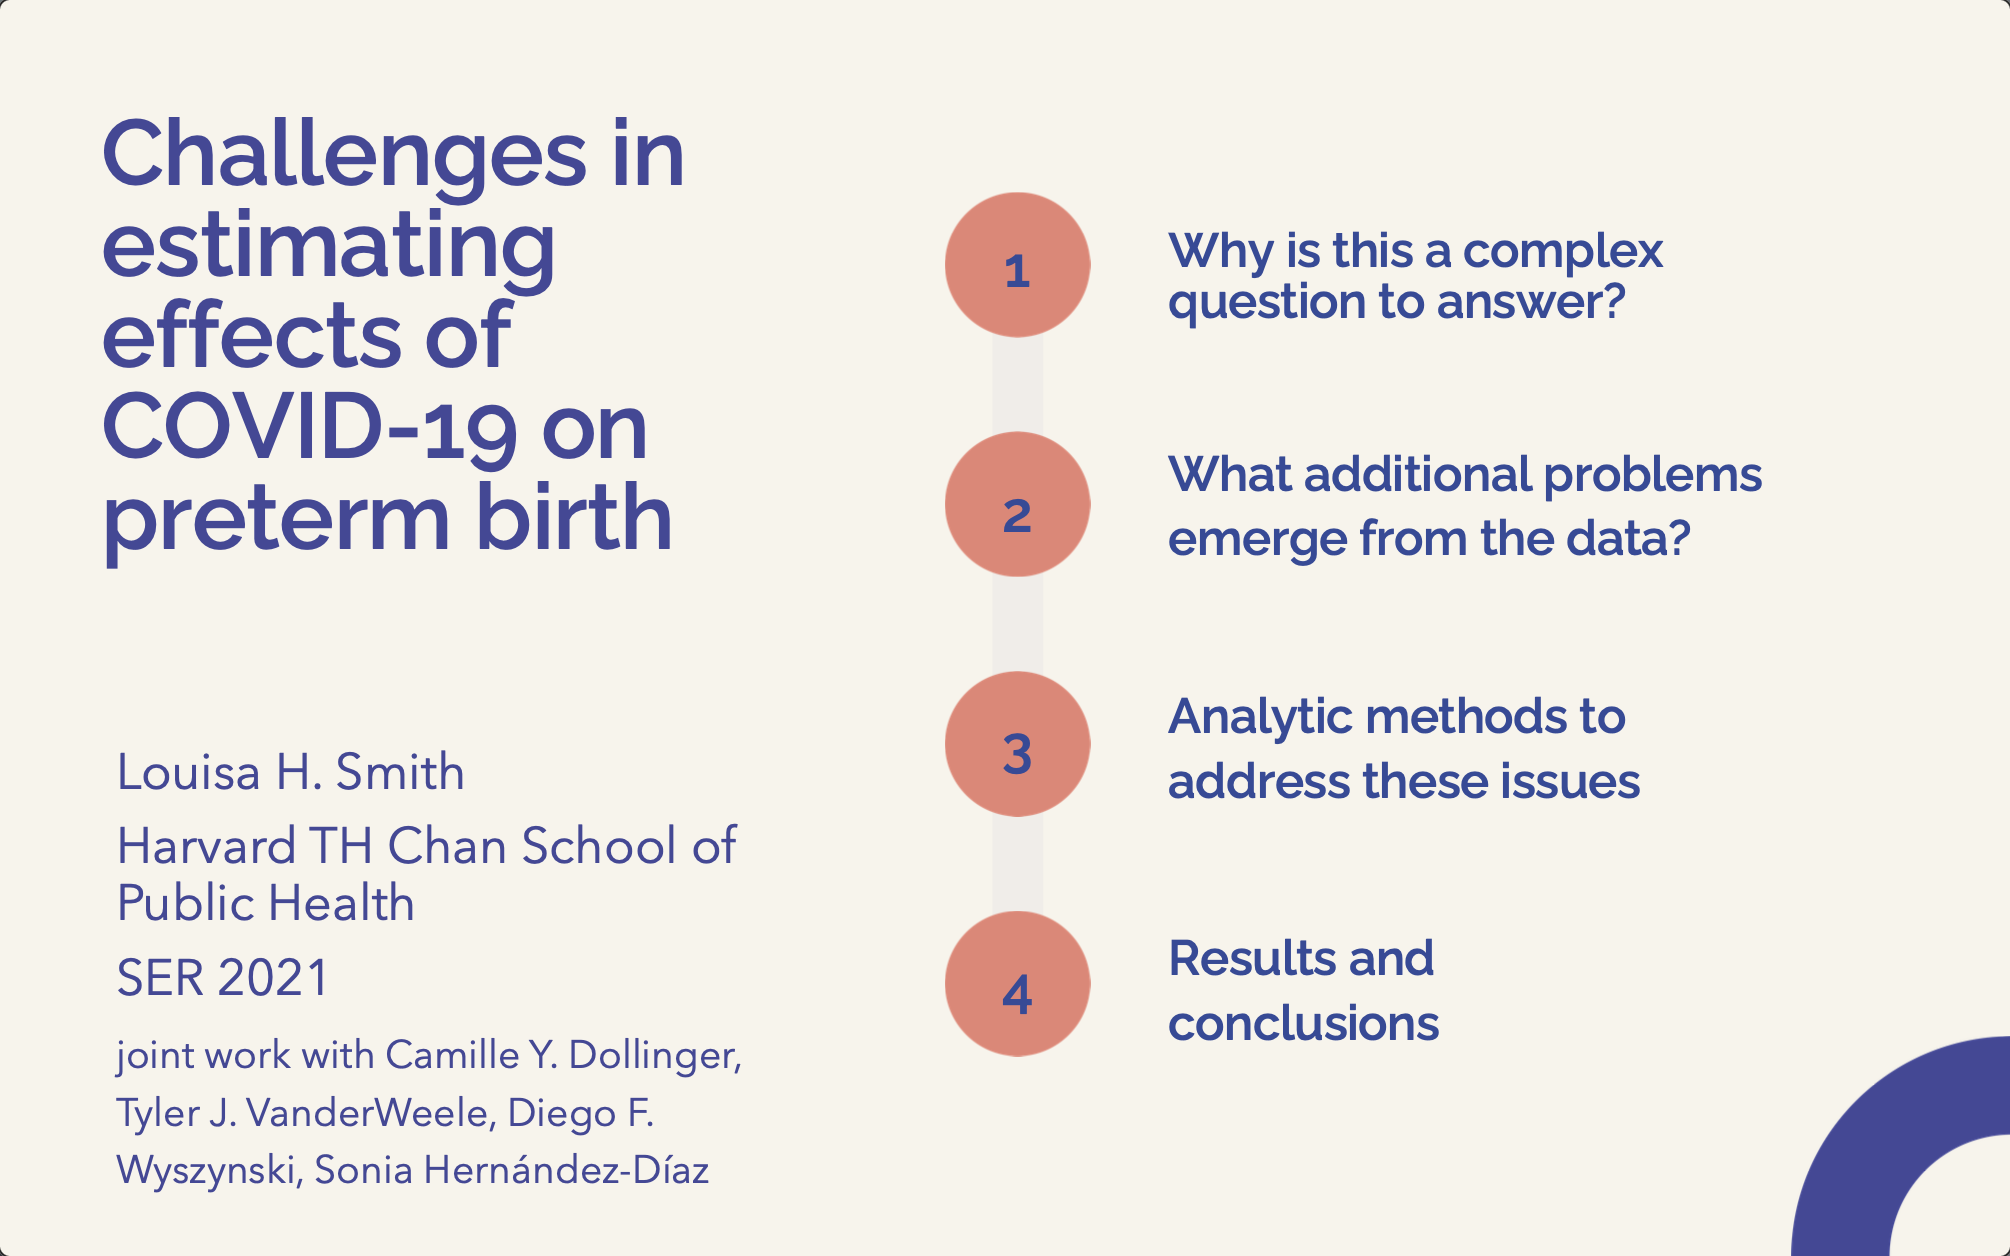 Challenges in
estimating
effects of
COVID-19 on
preterm birth
Louisa H. Smith
Harvard TH Chan School of
Public Health
SER 2021
joint work with Camille Y. Dollinger,
Tyler J. VanderWeele, Diego F.
Wyszynski, Sonia Hernández-Díaz
1
Why is this a complex
question to answer?
2
What additional problems
emerge from the data?
3
Analytic methods to
address these issues
4
Results and
conclusions